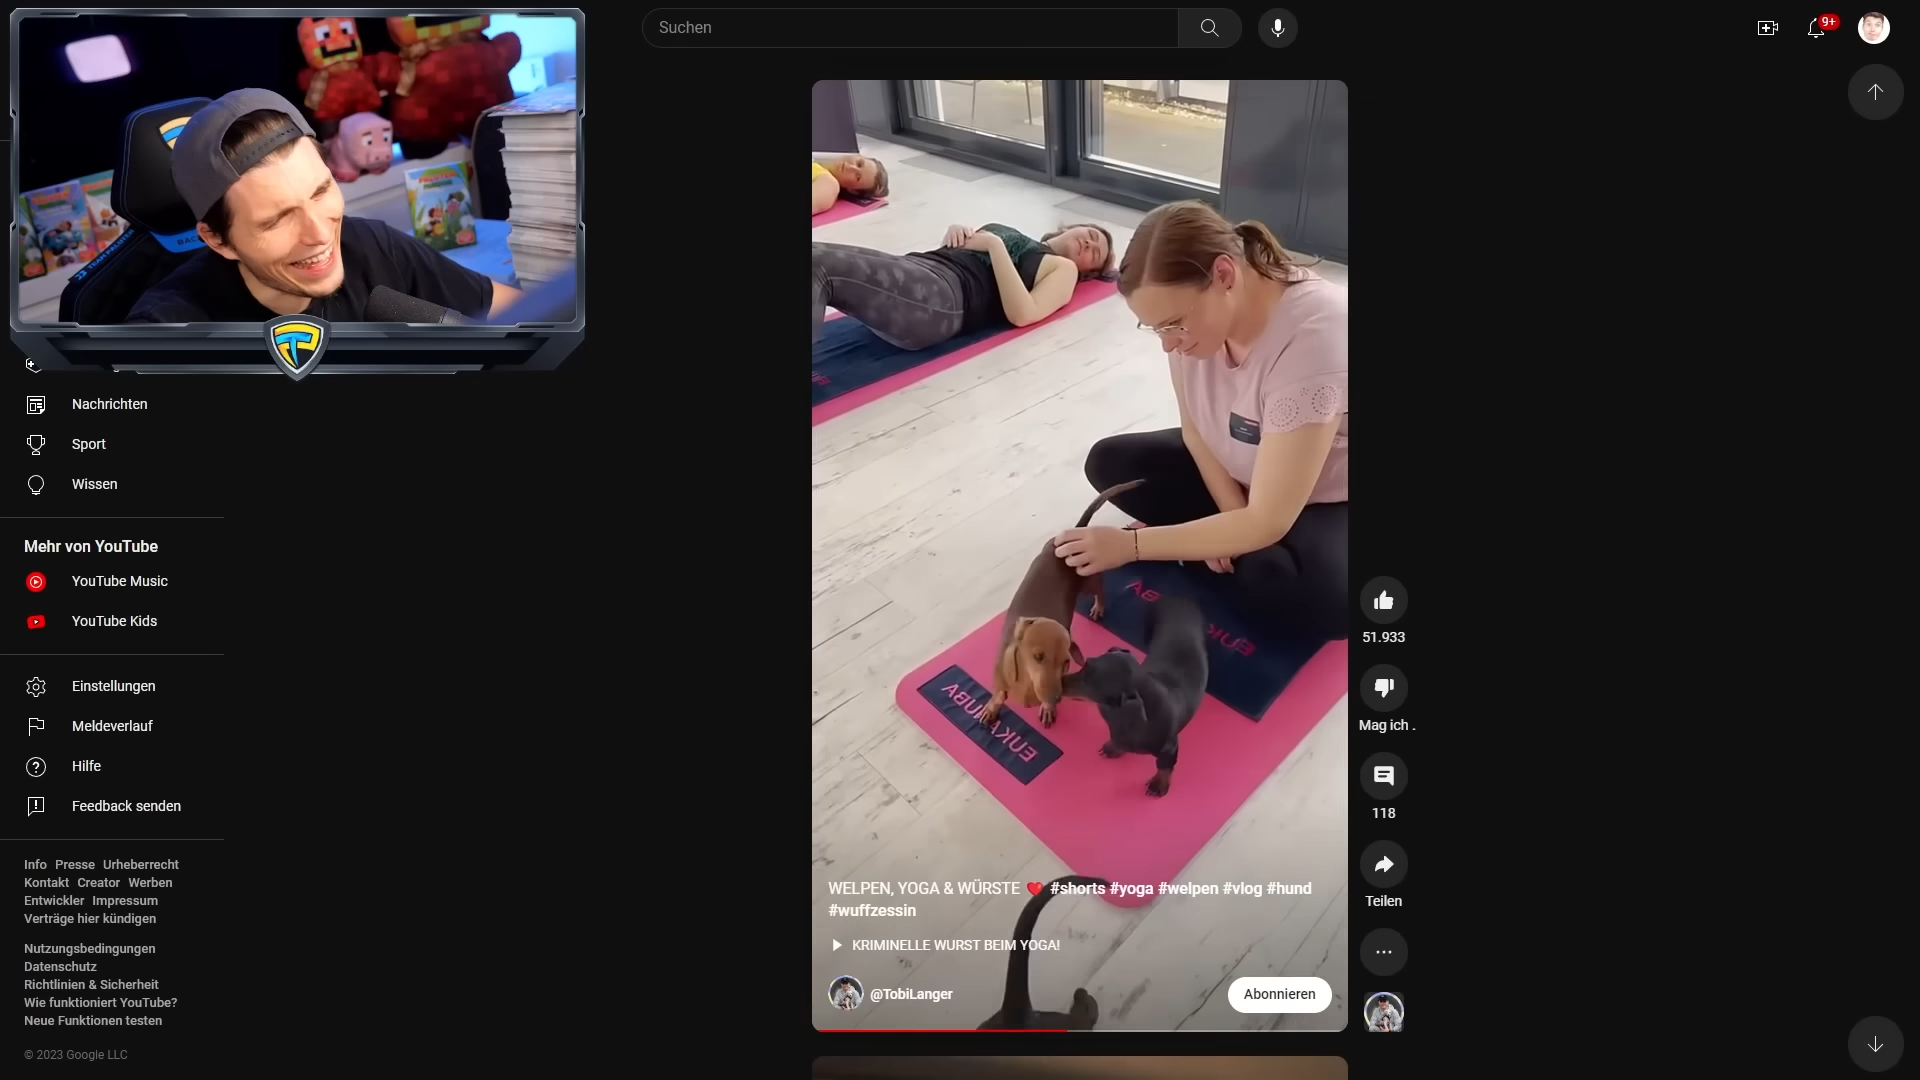 Suchen
9+
Nachrichten
Sport
Wissen
Mehr von YouTube
YouTube Music
YouTube Kids
Einstellungen
Meldeverlauf
Hilfe
Feedback senden
Info Presse Urheberrecht
Kontakt Creator Werben
Entwickler Impressum
Verträge hier kündigen
Nutzungsbedingungen
Datenschutz
Richtlinien & Sicherheit
Wie funktioniert YouTube?
Neue Funktionen testen
© 2023 Google LLC
EUKANUBA
WELPEN, YOGA & WÜRSTE ❤️ #shorts #yoga #welpen #vlog #hund
#wuffzessin
KRIMINELLE WURST BEIM YOGA!
@TobiLanger
Abonnieren
51.933
Mag ich .
118
Teilen